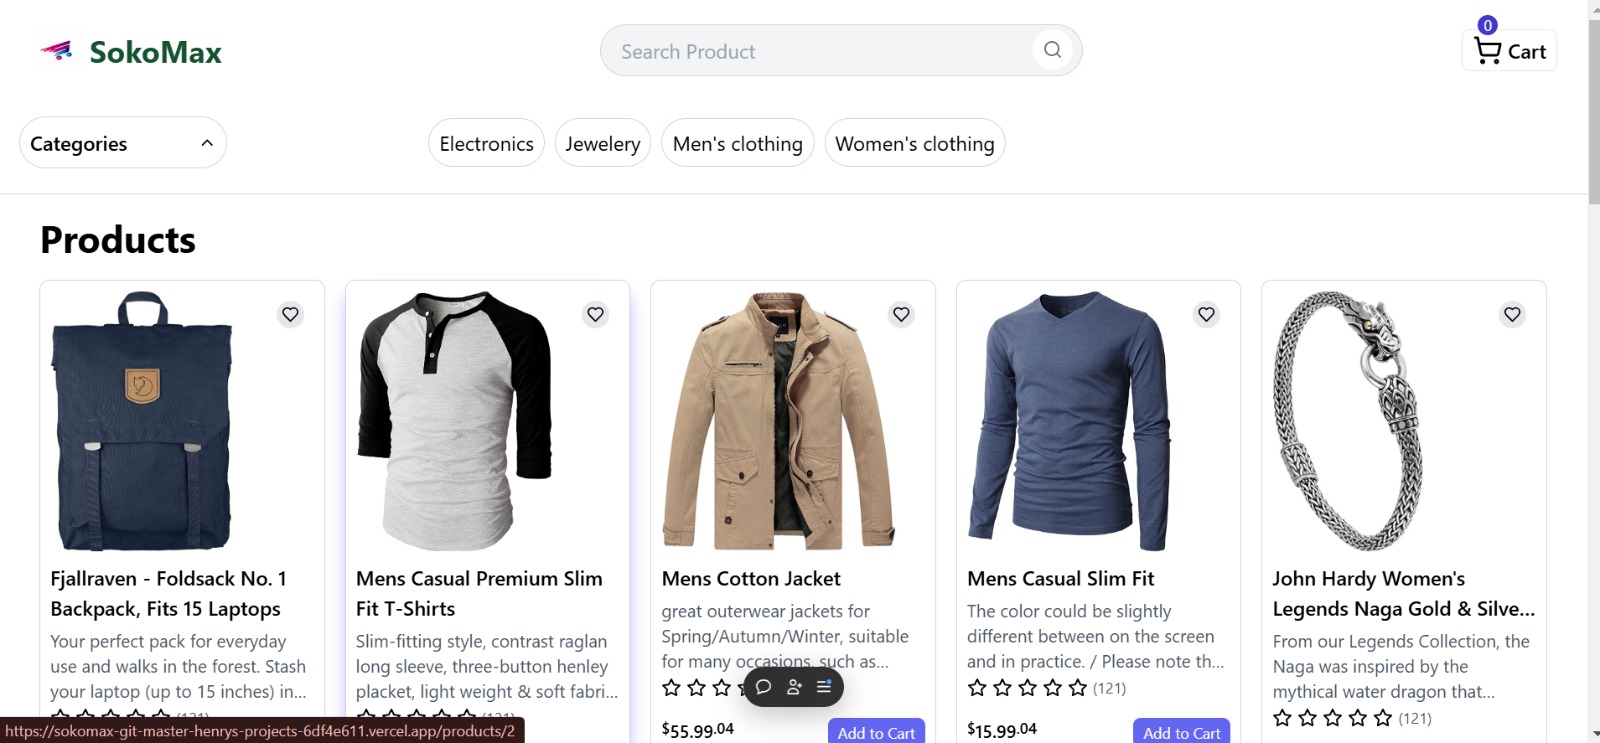 SokoMax
Search Product
0
Cart
Categories
Electronics
Jewelery
Men's clothing
Women's clothing
Products
Fjallraven - Foldsack No. 1
Backpack, Fits 15 Laptops
Your perfect pack for everyday
use and walks in the forest. Stash
your laptop (up to 15 inches) in...
(121)
Mens Casual Premium Slim
Fit T-Shirts
Slim-fitting style, contrast raglan
long sleeve, three-button henley
placket, light weight & soft fabri...
(121)
Mens Cotton Jacket
great outerwear jackets for
Spring/Autumn/Winter, suitable
for many occasions, such as...
$55.99.04
Add to Cart
Mens Casual Slim Fit
The color could be slightly
different between on the screen
and in practice. / Please note th...
(121)
$15.99.04
Add to Cart
John Hardy Women's
Legends Naga Gold & Silve...
From our Legends Collection, the
Naga was inspired by the
mythical water dragon that...
(121)
https://sokomax-git-master-henrys-projects-6df4e611.vercel.app/products/2